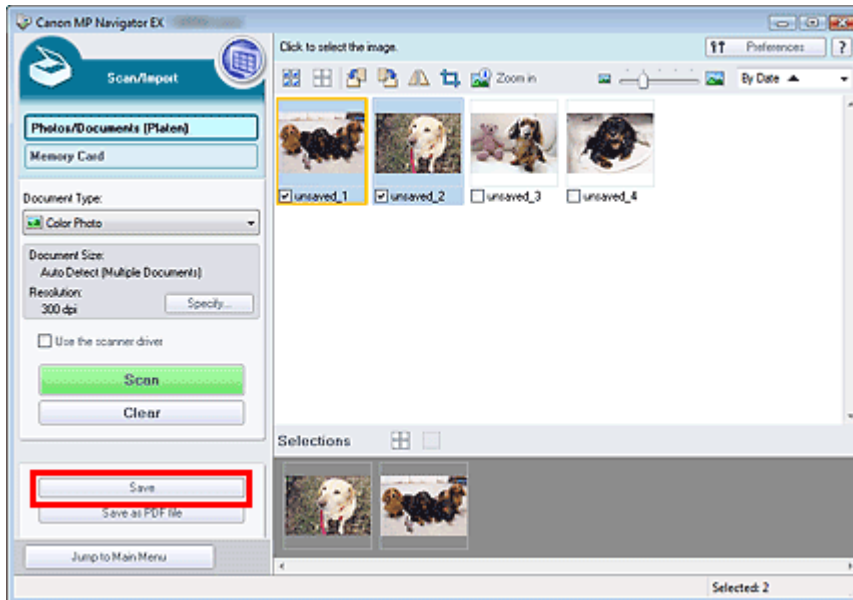 Canon MP Navigator EX
Scan/Import
Photos/Documents (Platen)
Memory Card
Document Type:
Color Photo
Document Size:
Auto Detect (Multiple Documents)
Resolution:
300 dpi
Specify...
Use the scanner driver
Scan
Clear
Save
Save as PDF file
Jump to Main Menu
Click to select the image.
Preferences
?
Zoom in
By Date
unsaved_1
unsaved_2
unsaved_3
unsaved_4
Selections
Selected: 2